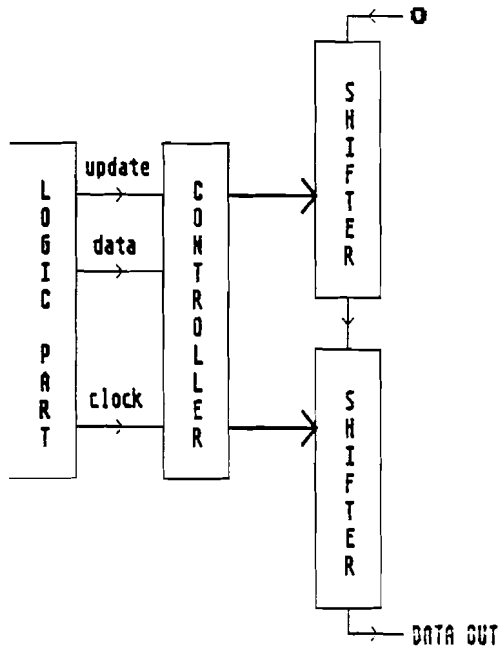 0
SHIFTER
update
LOGIC PART
CONTROLLER
data
clock
SHIFTER
DATA OUT